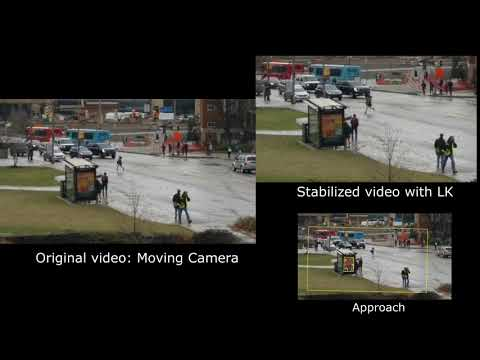 Stabilized video with LK
Original video: Moving Camera
Approach